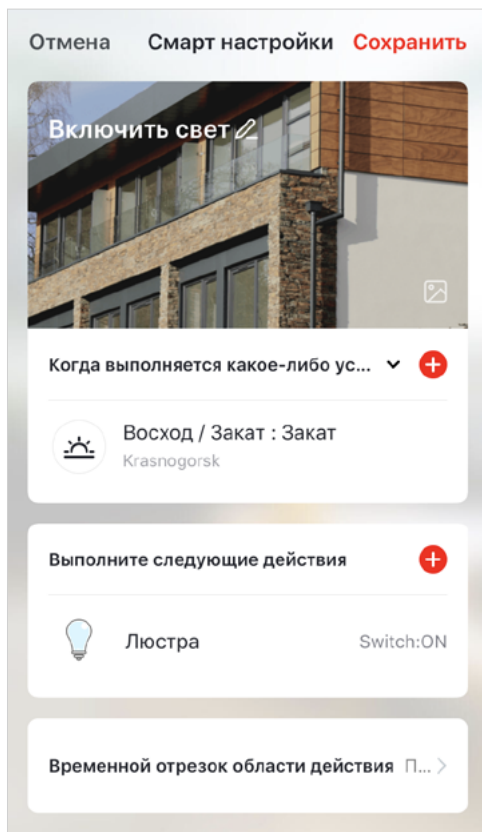 Отмена Смарт настройки Сохранить
Включить свет
Когда выполняется какое-либо ус...
Восход / Закат : Закат
Krasnogorsk
Выполните следующие действия
Люстра Switch:ON
Временной отрезок области действия П...